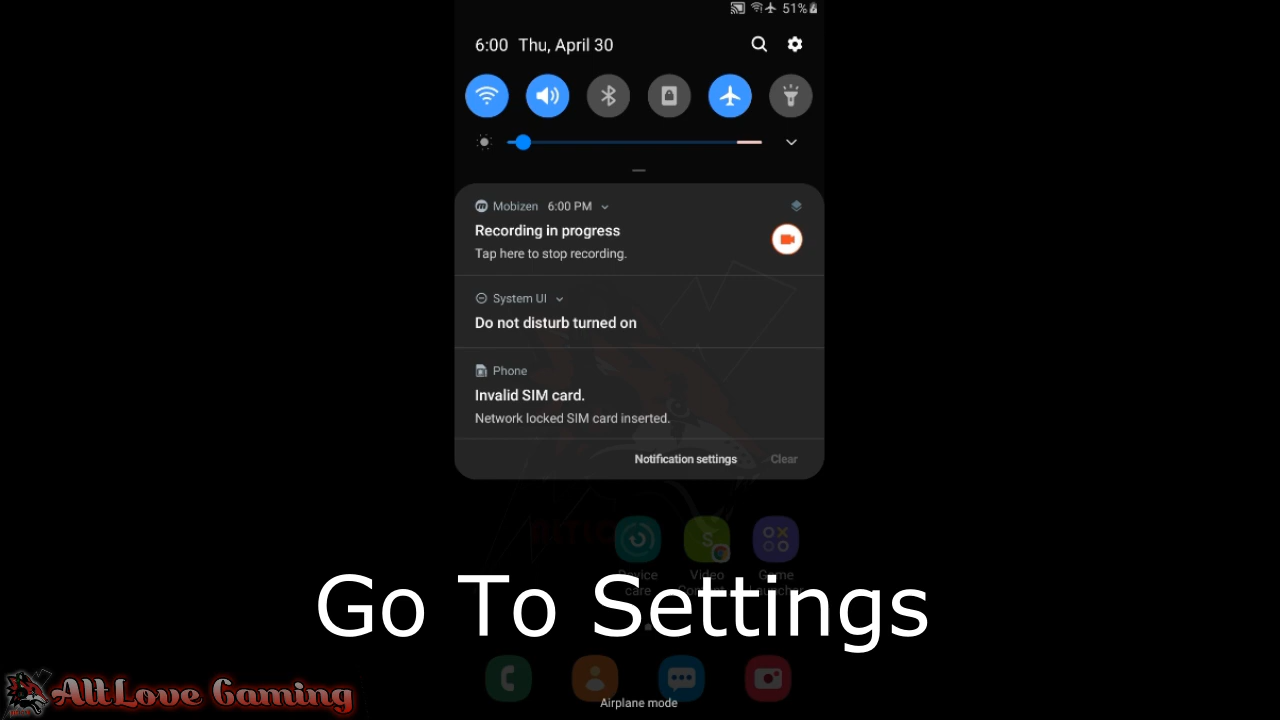 51%
6:00 Thu, April 30
Mobizen 6:00 PM
Recording in progress
Tap here to stop recording.
System UI
Do not disturb turned on
Phone
Invalid SIM card.
Network locked SIM card inserted.
Notification settings Clear
Device Video Game
care
Go To Settings
AltLove Gaming
Airplane mode